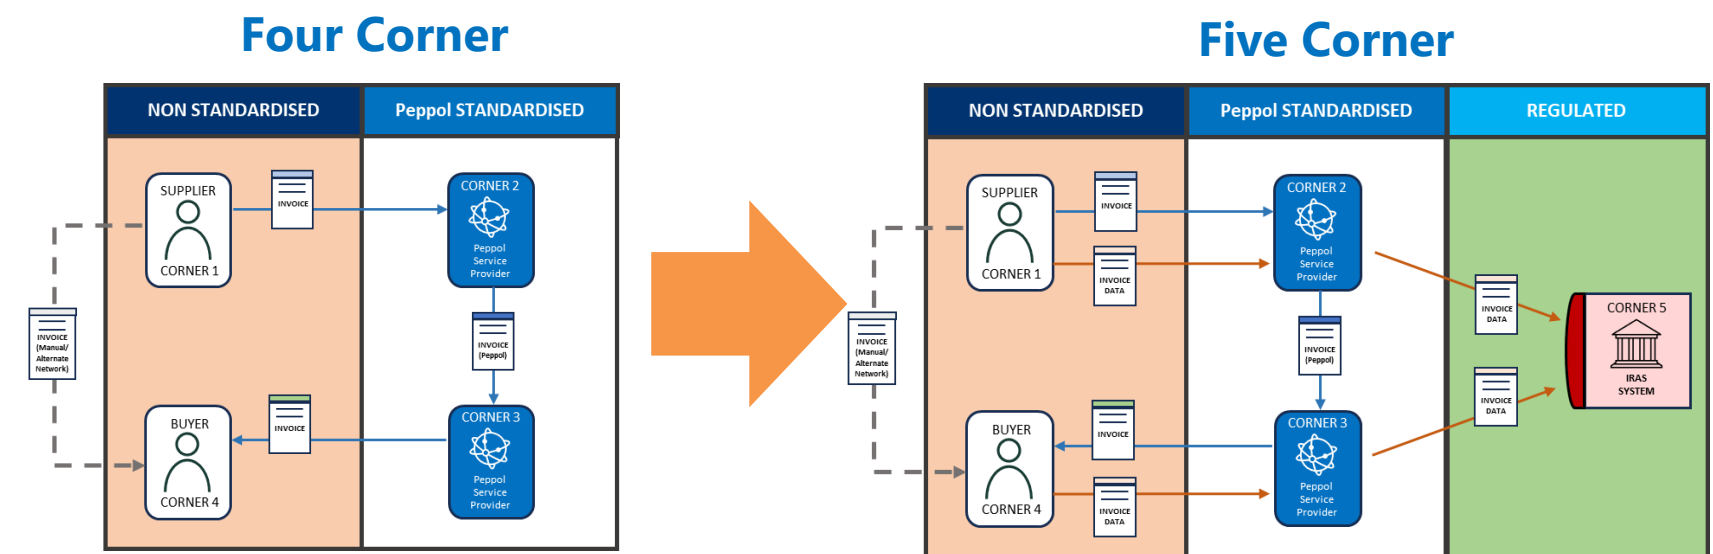 Four Corner
NON STANDARDISED
Peppol STANDARDISED
SUPPLIER
CORNER 1
INVOICE
CORNER 2
Peppol
Service
Provider
INVOICE
(Manual/
Alternate
Network)
INVOICE
(Peppol)
BUYER
CORNER 4
INVOICE
CORNER 3
Peppol
Service
Provider
Five Corner
NON STANDARDISED
Peppol STANDARDISED
REGULATED
SUPPLIER
CORNER 1
INVOICE
INVOICE
DATA
CORNER 2
Peppol
Service
Provider
INVOICE
DATA
CORNER 5
IRAS
SYSTEM
INVOICE
(Manual/
Alternate
Network)
INVOICE
(Peppol)
INVOICE
DATA
BUYER
CORNER 4
INVOICE
INVOICE
DATA
CORNER 3
Peppol
Service
Provider